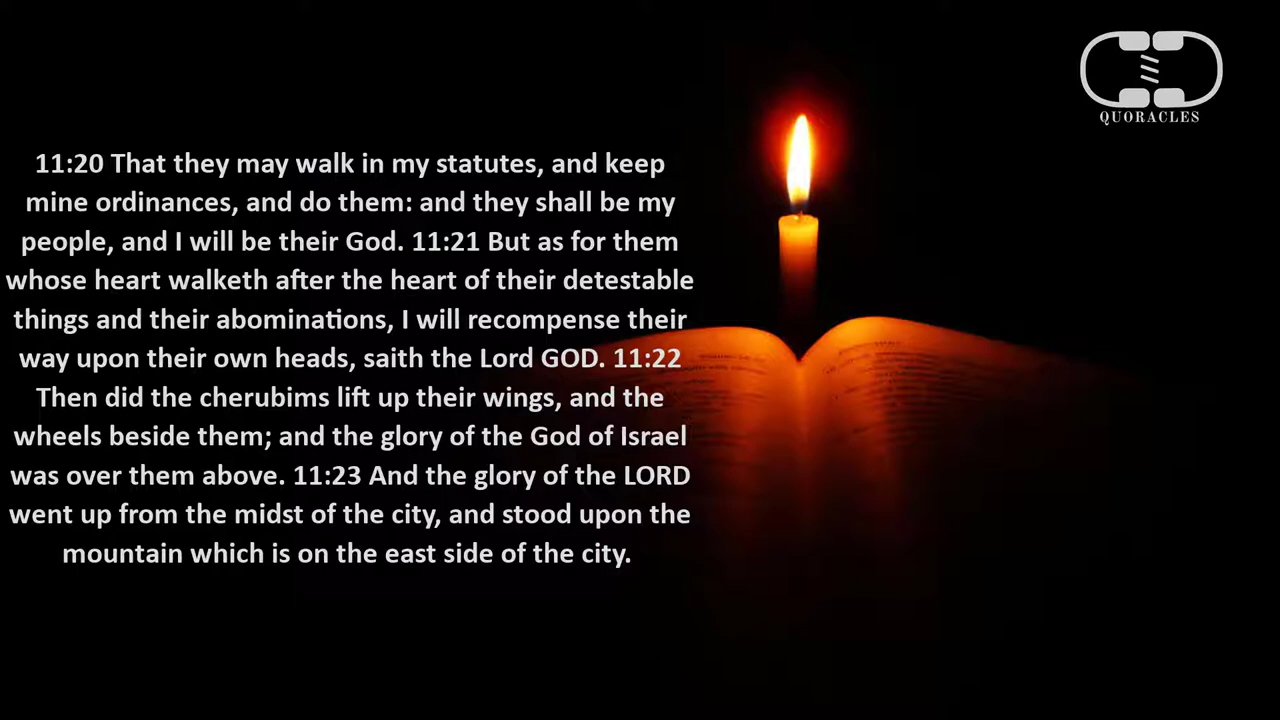 QUORACLES
11:20 That they may walk in my statutes, and keep
mine ordinances, and do them: and they shall be my
people, and I will be their God. 11:21 But as for them
whose heart walketh after the heart of their detestable
things and their abominations, I will recompense their
way upon their own heads, saith the Lord GOD. 11:22
Then did the cherubims lift up their wings, and the
wheels beside them; and the glory of the God of Israel
was over them above. 11:23 And the glory of the LORD
went up from the midst of the city, and stood upon the
mountain which is on the east side of the city.